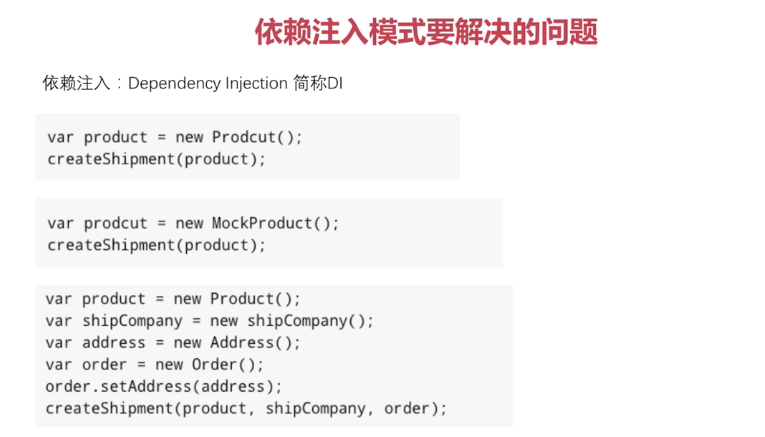 依赖注入模式要解决的问题
依赖注入：Dependency Injection 简称DI
var product = new Prodcut();
createShipment(product);
var prodcut = new MockProduct();
createShipment(product);
var product = new Product();
var shipCompany = new shipCompany();
var address = new Address();
var order = new Order();
order.setAddress(address);
createShipment(product, shipCompany, order);